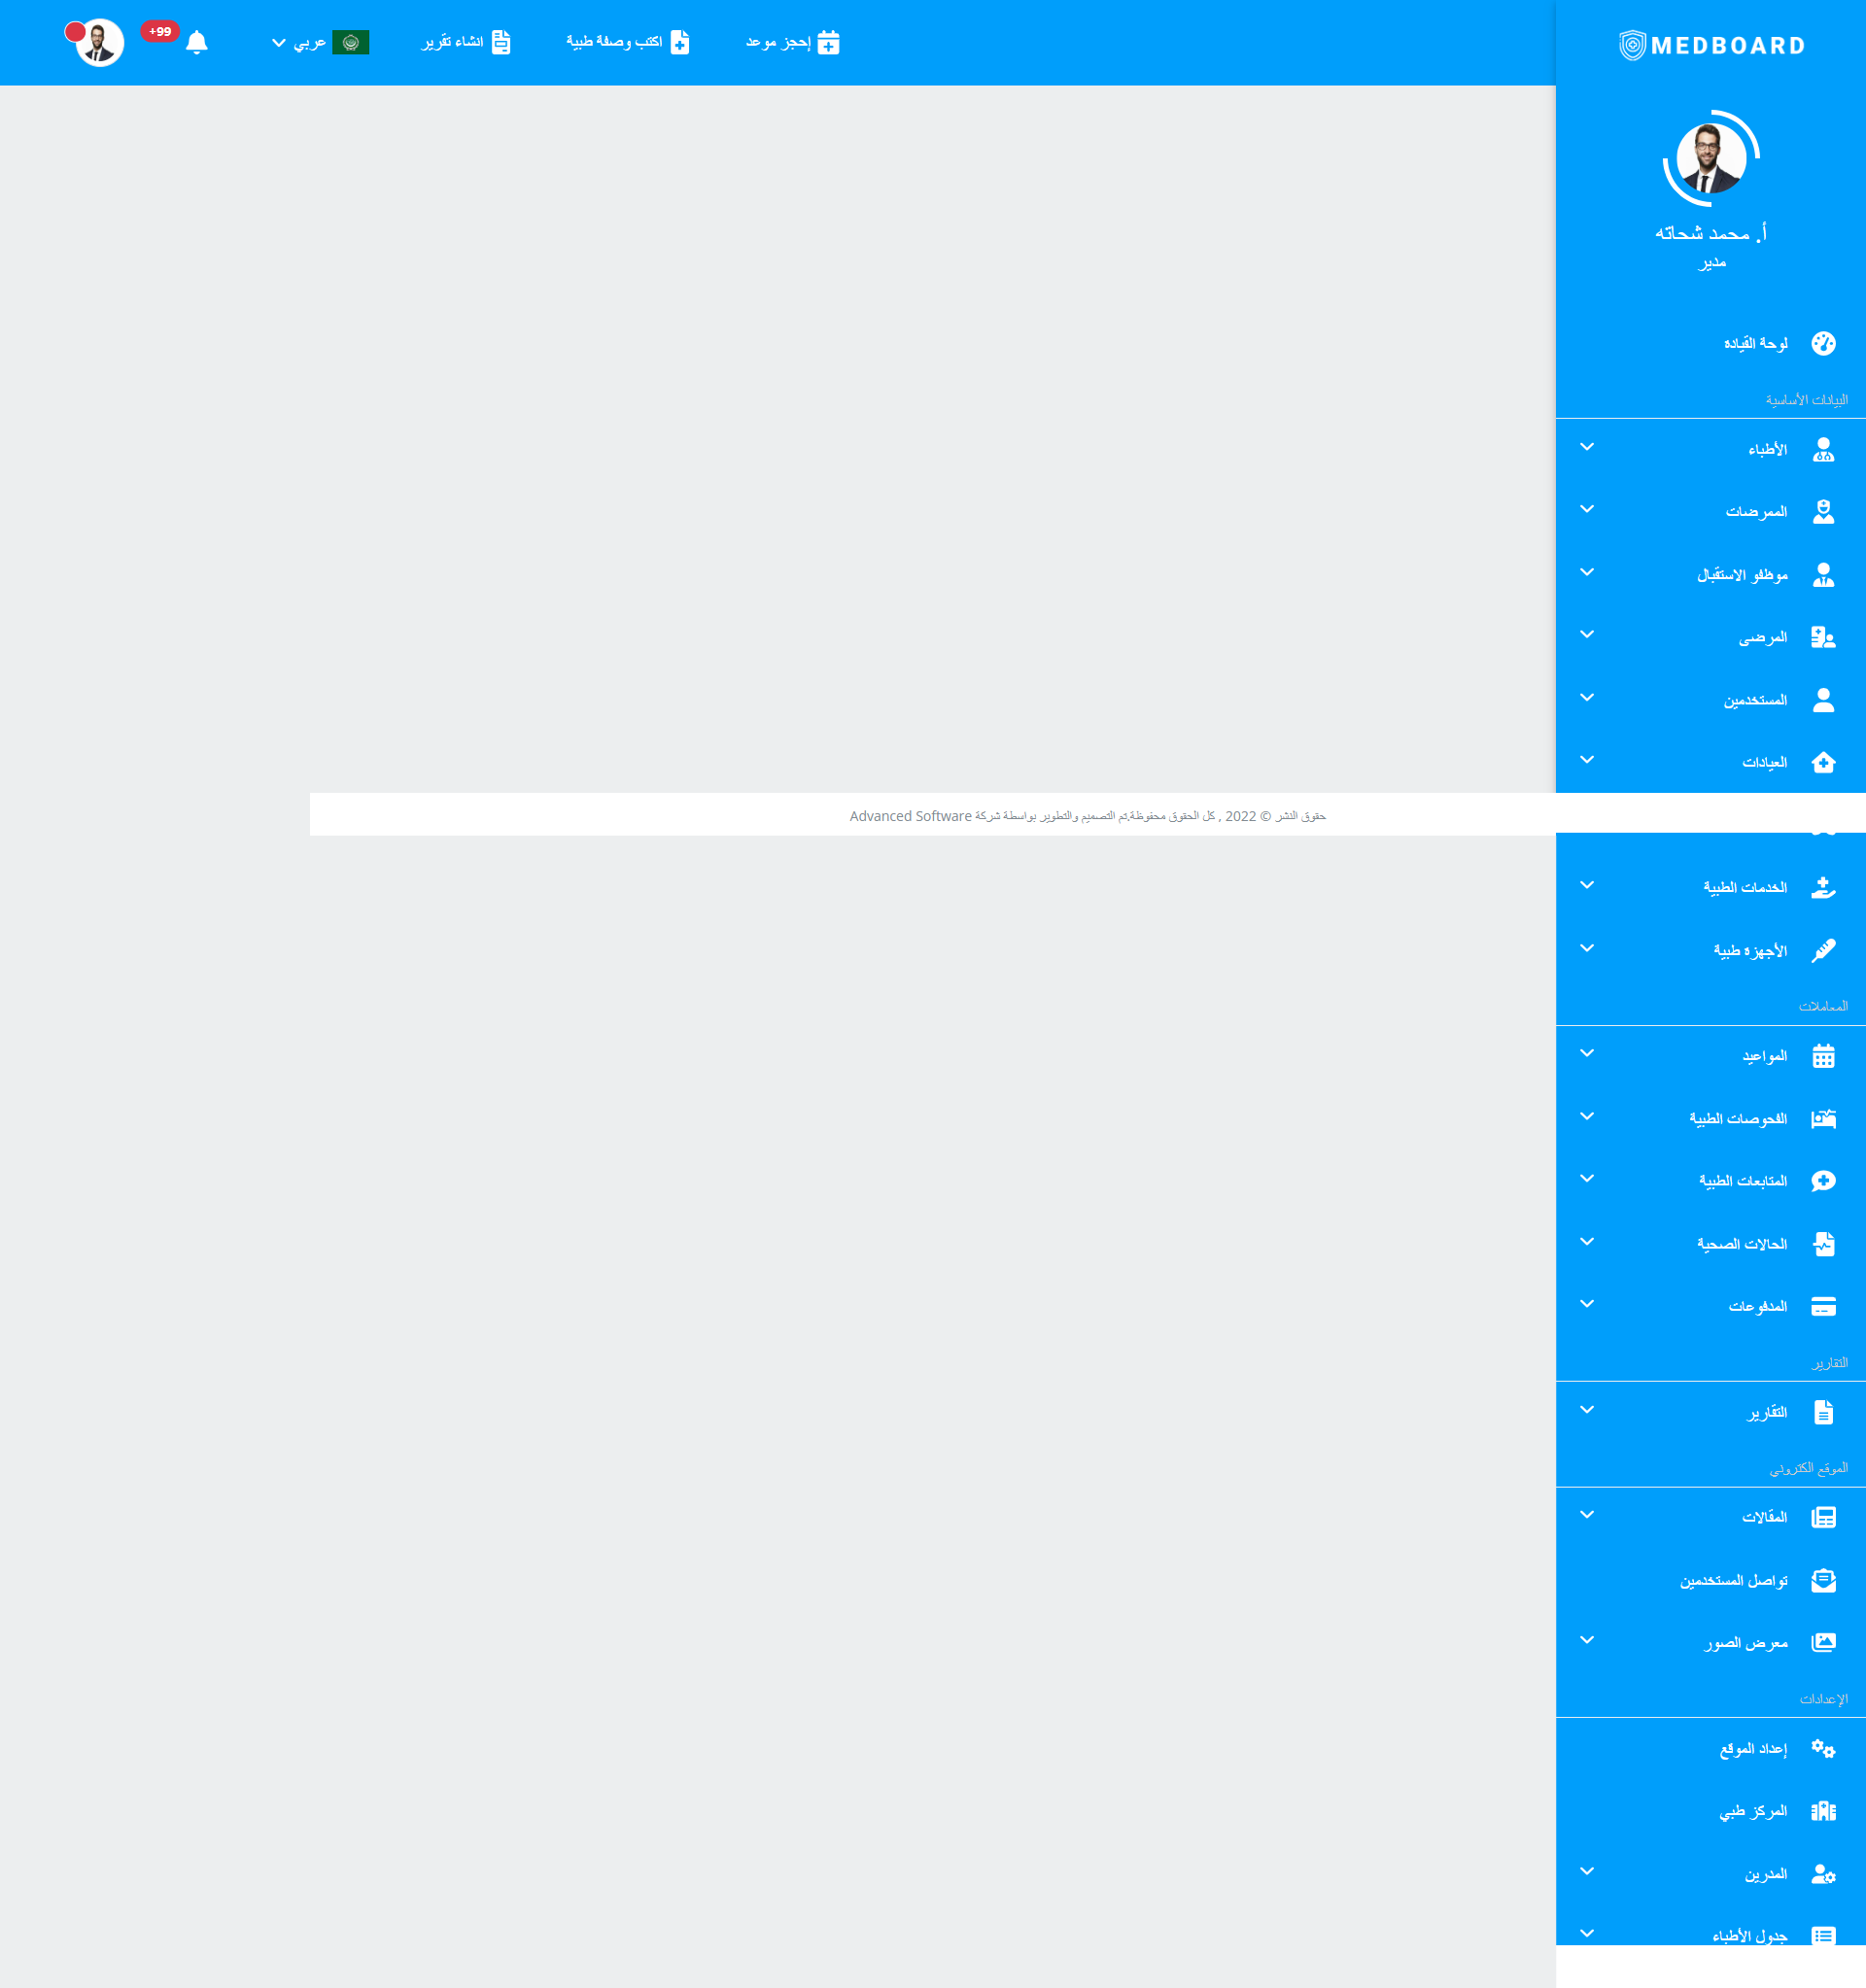 MEDBOARD
إحجز موعد
اكتب وصفة طبية
انشاء تقرير
عربي
+99
أ. محمد شحاته
مدير
لوحة القيادة
البيانات الأساسية
الأطباء
الممرضات
موظفو الاستقبال
المرضى
المستخدمين
العيادات
حقوق النشر © 2022 , كل الحقوق محفوظة.تم التصميم والتطوير بواسطة شركة Advanced Software
الخدمات الطبية
الأجهزة طبية
المعاملات
المواعيد
الفحوصات الطبية
المتابعات الطبية
الحالات الصحية
المدفوعات
التقارير
التقارير
الموقع الكتروني
المقالات
تواصل المستخدمين
معرض الصور
الإعدادات
إعداد الموقع
المركز طبي
المدرين
جدول الأطباء